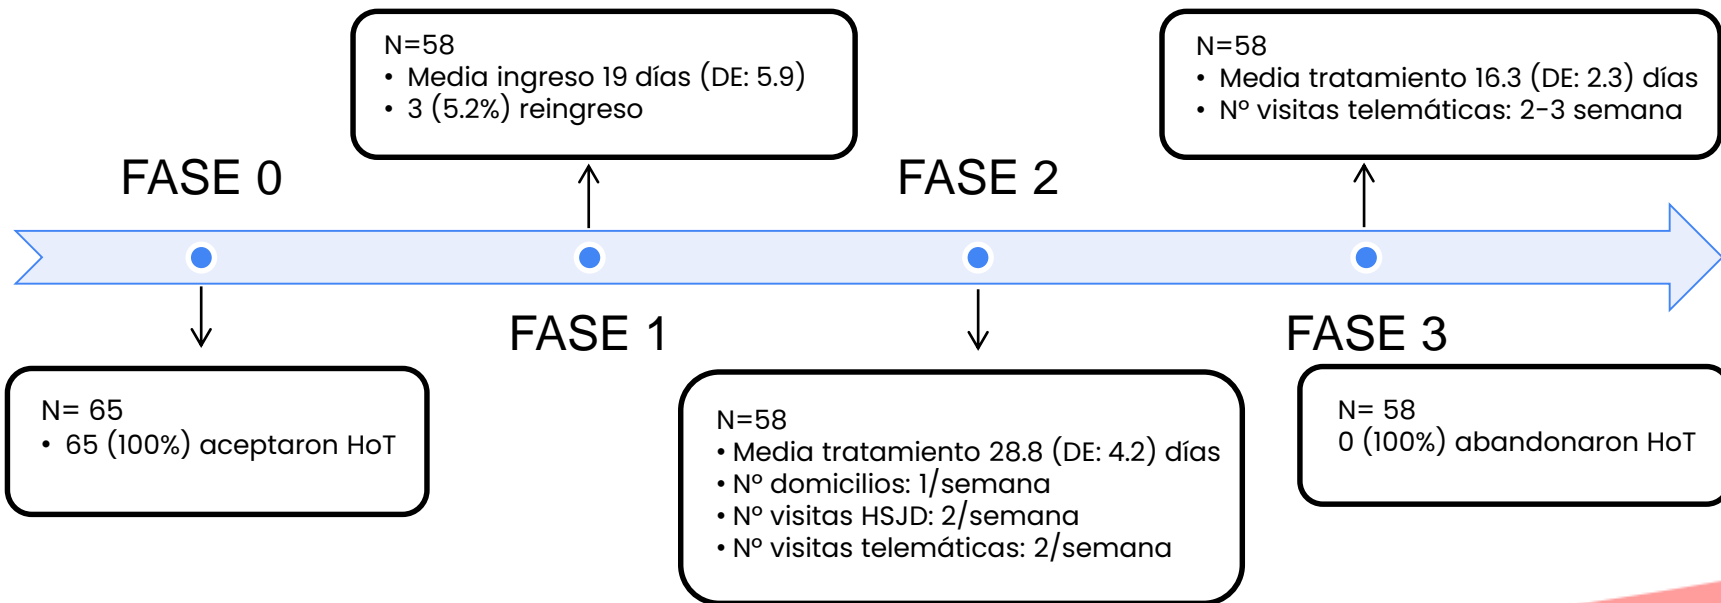 N=58
• Media ingreso 19 días (DE: 5.9)
• 3 (5.2%) reingreso
N=58
• Media tratamiento 16.3 (DE: 2.3) días
• Nº visitas telemáticas: 2-3 semana
FASE 0
FASE 2
FASE 1
FASE 3
N= 65
• 65 (100%) aceptaron HoT
N=58
• Media tratamiento 28.8 (DE: 4.2) días
• Nº domicilios: 1/semana
• Nº visitas HSJD: 2/semana
• Nº visitas telemáticas: 2/semana
N= 58
0 (100%) abandonaron HoT